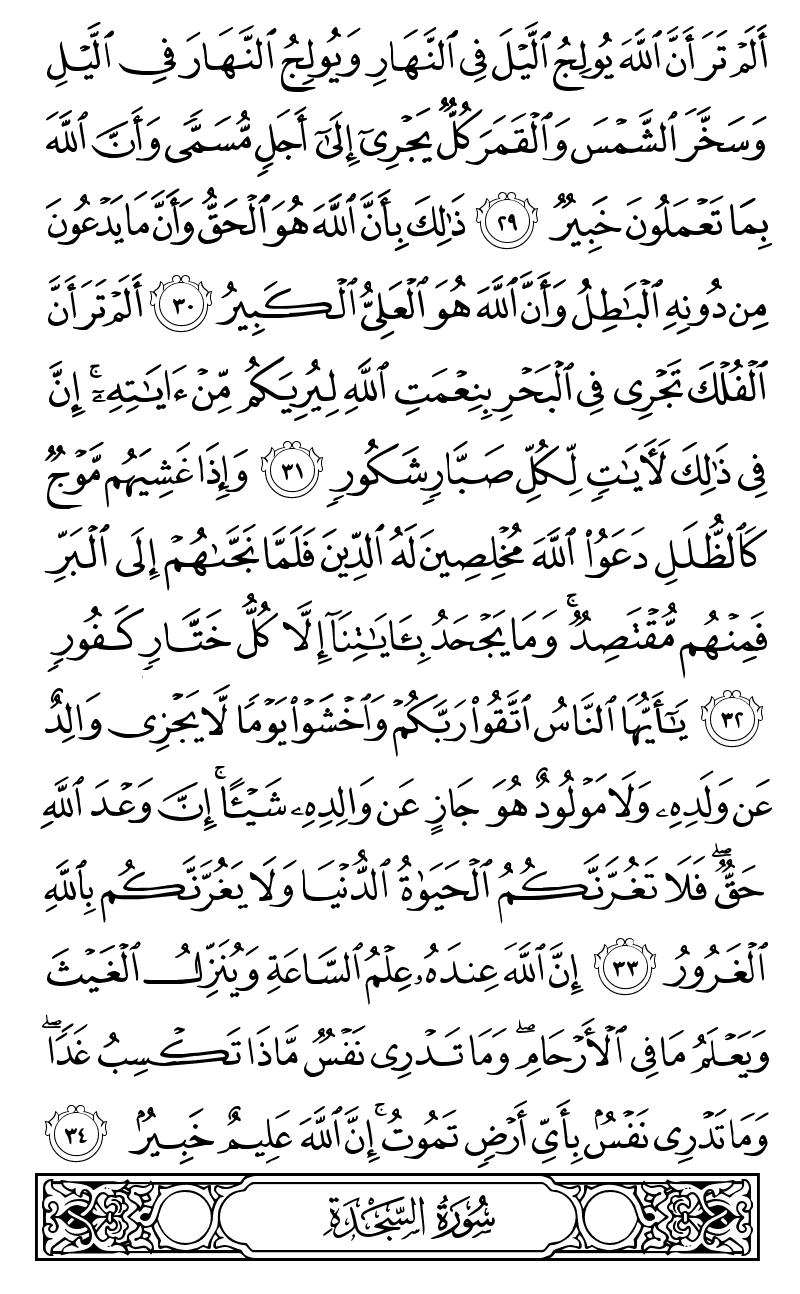 أَلَمْ تَرَ أَنَّ ٱللَّهَ يُولِجُ ٱلَّيْلَ فِى ٱلنَّهَارِ وَيُولِجُ ٱلنَّهَارَ فِى ٱلَّيْلِ
وَسَخَّرَ ٱلشَّمْسَ وَٱلْقَمَرَ كُلٌّ يَجْرِىٓ إِلَىٰٓ أَجَلٍ مُّسَمًّى وَأَنَّ ٱللَّهَ
بِمَا تَعْمَلُونَ خَبِيرٌ ٢٩ ذَٰلِكَ بِأَنَّ ٱللَّهَ هُوَ ٱلْحَقُّ وَأَنَّ مَا يَدْعُونَ
مِن دُونِهِ ٱلْبَٰطِلُ وَأَنَّ ٱللَّهَ هُوَ ٱلْعَلِىُّ ٱلْكَبِيرُ ٣٠ أَلَمْ تَرَ أَنَّ
ٱلْفُلْكَ تَجْرِى فِى ٱلْبَحْرِ بِنِعْمَتِ ٱللَّهِ لِيُرِيَكُم مِّنْ ءَايَٰتِهِۦٓ ۚ إِنَّ
فِى ذَٰلِكَ لَءَايَٰتٍ لِّكُلِّ صَبَّارٍ شَكُورٍ ٣١ وَإِذَا غَشِيَهُم مَّوْجٌ
كَٱلظُّلَلِ دَعَوُا۟ ٱللَّهَ مُخْلِصِينَ لَهُ ٱلدِّينَ فَلَمَّا نَجَّىٰهُمْ إِلَى ٱلْبَرِّ
فَمِنْهُم مُّقْتَصِدٌ ۚ وَمَا يَجْحَدُ بِـَٔايَٰتِنَآ إِلَّا كُلُّ خَتَّارٍ كَفُورٍ
٣٢ يَٰٓأَيُّهَا ٱلنَّاسُ ٱتَّقُوا۟ رَبَّكُمْ وَٱخْشَوْا۟ يَوْمًا لَّا يَجْزِى وَالِدٌ
عَن وَلَدِهِۦ وَلَا مَوْلُودٌ هُوَ جَازٍ عَن وَالِدِهِۦ شَيْـًٔا ۚ إِنَّ وَعْدَ ٱللَّهِ
حَقٌّ ۖ فَلَا تَغُرَّنَّكُمُ ٱلْحَيَوٰةُ ٱلدُّنْيَا وَلَا يَغُرَّنَّكُم بِٱللَّهِ
ٱلْغَرُورُ ٣٣ إِنَّ ٱللَّهَ عِندَهُۥ عِلْمُ ٱلسَّاعَةِ وَيُنَزِّلُ ٱلْغَيْثَ
وَيَعْلَمُ مَا فِى ٱلْأَرْحَامِ ۖ وَمَا تَدْرِى نَفْسٌ مَّاذَا تَكْسِبُ غَدًا ۖ
وَمَا تَدْرِى نَفْسٌۢ بِأَىِّ أَرْضٍ تَمُوتُ ۚ إِنَّ ٱللَّهَ عَلِيمٌ خَبِيرٌۢ ٣٤
سُورَةُ السَّجْدَةِ